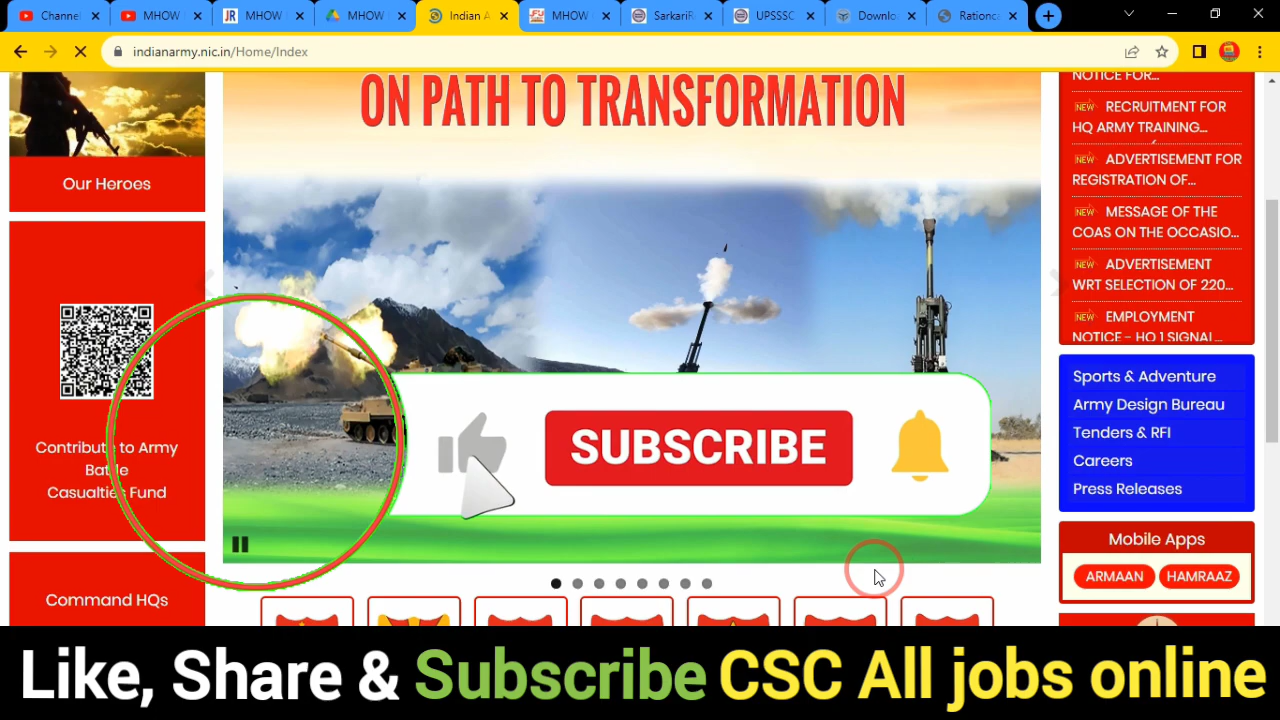 Channel
MHOW
MHOW
MHOW
Indian A
MHOW
SarkariR
UPSSSC
Downloa
Rationca
indianarmy.nic.in/Home/Index
ON PATH TO TRANSFORMATION
Our Heroes
Contribute to Army
Battle
Casualties Fund
Command HQs
NOTICE FOR...
NEW RECRUITMENT FOR
HQ ARMY TRAINING...
NEW ADVERTISEMENT FOR
REGISTRATION OF...
NEW MESSAGE OF THE
COAS ON THE OCCASIO...
NEW ADVERTISEMENT
WRT SELECTION OF 220...
NEW EMPLOYMENT
NOTICE – HQ 1 SIGNAL ...
Sports & Adventure
Army Design Bureau
Tenders & RFI
Careers
Press Releases
Mobile Apps
ARMAAN HAMRAAZ
SUBSCRIBE
Like, Share & Subscribe CSC All jobs online